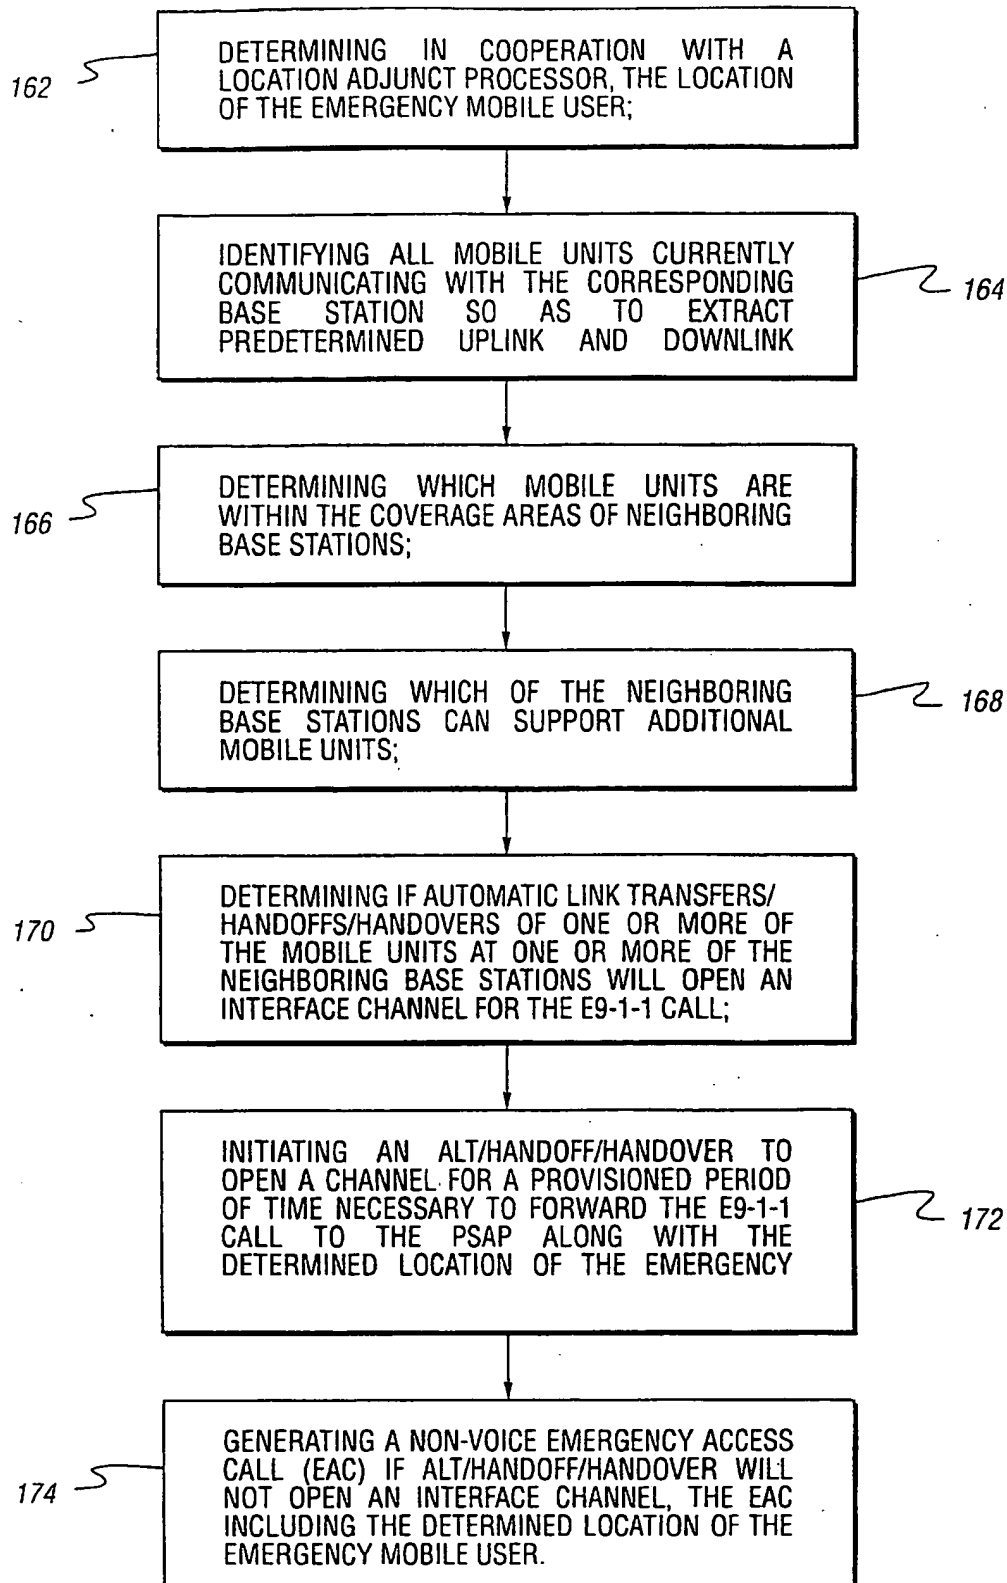 162
DETERMINING IN COOPERATION WITH A
LOCATION ADJUNCT PROCESSOR, THE LOCATION
OF THE EMERGENCY MOBILE USER;
IDENTIFYING ALL MOBILE UNITS CURRENTLY
COMMUNICATING WITH THE CORRESPONDING
BASE STATION SO AS TO EXTRACT
PREDETERMINED UPLINK AND DOWNLINK
164
166
DETERMINING WHICH MOBILE UNITS ARE
WITHIN THE COVERAGE AREAS OF NEIGHBORING
BASE STATIONS;
DETERMINING WHICH OF THE NEIGHBORING
BASE STATIONS CAN SUPPORT ADDITIONAL
MOBILE UNITS;
168
170
DETERMINING IF AUTOMATIC LINK TRANSFERS/
HANDOFFS/HANDOVERS OF ONE OR MORE OF
THE MOBILE UNITS AT ONE OR MORE OF THE
NEIGHBORING BASE STATIONS WILL OPEN AN
INTERFACE CHANNEL FOR THE E9-1-1 CALL;
INITIATING AN ALT/HANDOFF/HANDOVER TO
OPEN A CHANNEL FOR A PROVISIONED PERIOD
OF TIME NECESSARY TO FORWARD THE E9-1-1
CALL TO THE PSAP ALONG WITH THE
DETERMINED LOCATION OF THE EMERGENCY
172
174
GENERATING A NON-VOICE EMERGENCY ACCESS
CALL (EAC) IF ALT/HANDOFF/HANDOVER WILL
NOT OPEN AN INTERFACE CHANNEL, THE EAC
INCLUDING THE DETERMINED LOCATION OF THE
EMERGENCY MOBILE USER.